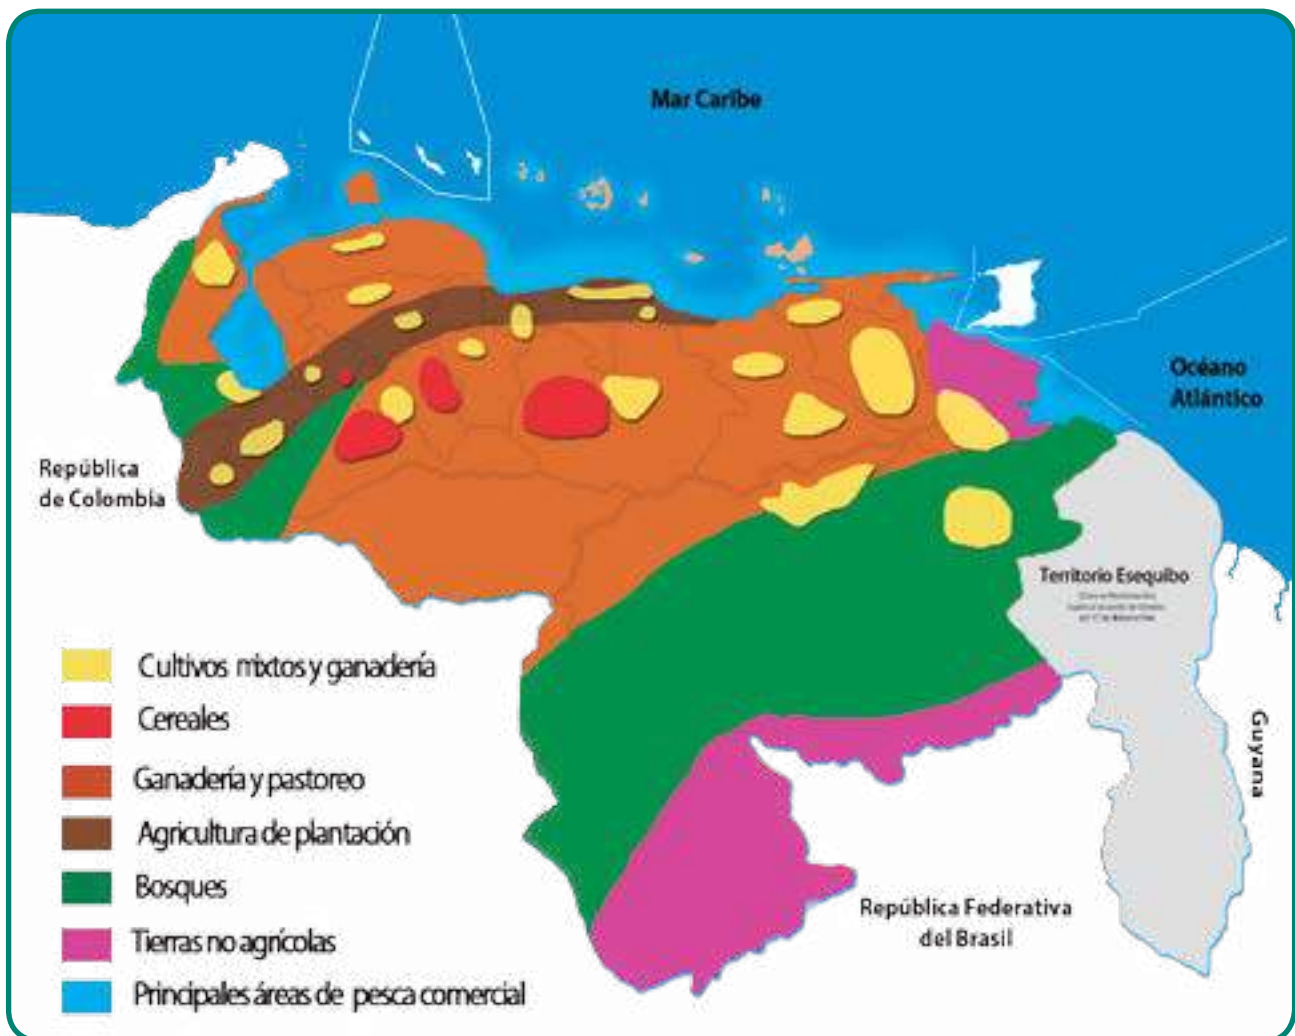 Mar Caribe
Océano
Atlántico
República
de Colombia
Territorio Esequibo
Guyana
Cultivos mixtos y ganadería
Cereales
Ganadería y pastoreo
Agricultura de plantación
Bosques
Tierras no agrícolas
Principales áreas de pesca comercial
República Federativa
del Brasil